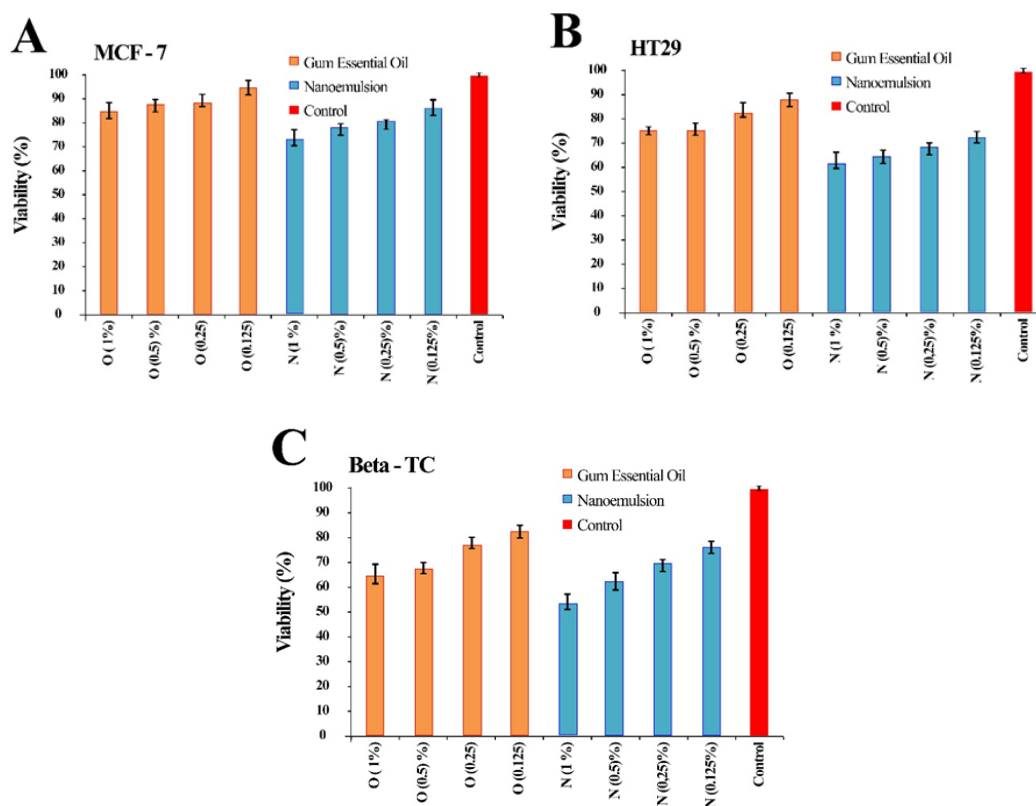 A
MCF - 7
Gum Essential Oil
Nanoemulsion
Control
Viability (%)
100
90
80
70
60
50
40
30
20
10
0
O ( 1%)
O (0.5) %)
O (0.25)
O (0.125)
N (1 %)
N (0.5)%)
N (0,25)%)
N (0.125%)
Control
B
HT29
Gum Essential Oil
Nanoemulsion
Control
Viability (%)
100
90
80
70
60
50
40
30
20
10
0
O ( 1%)
O (0.5) %)
O (0.25)
O (0.125)
N (1 %)
N (0.5)%)
N (0,25)%)
N (0.125%)
Control
C
Beta - TC
Gum Essential Oil
Nanoemulsion
Control
Viability (%)
100
90
80
70
60
50
40
30
20
10
0
O ( 1%)
O (0.5) %)
O (0.25)
O (0.125)
N (1 %)
N (0.5)%)
N (0,25)%)
N (0.125%)
Control